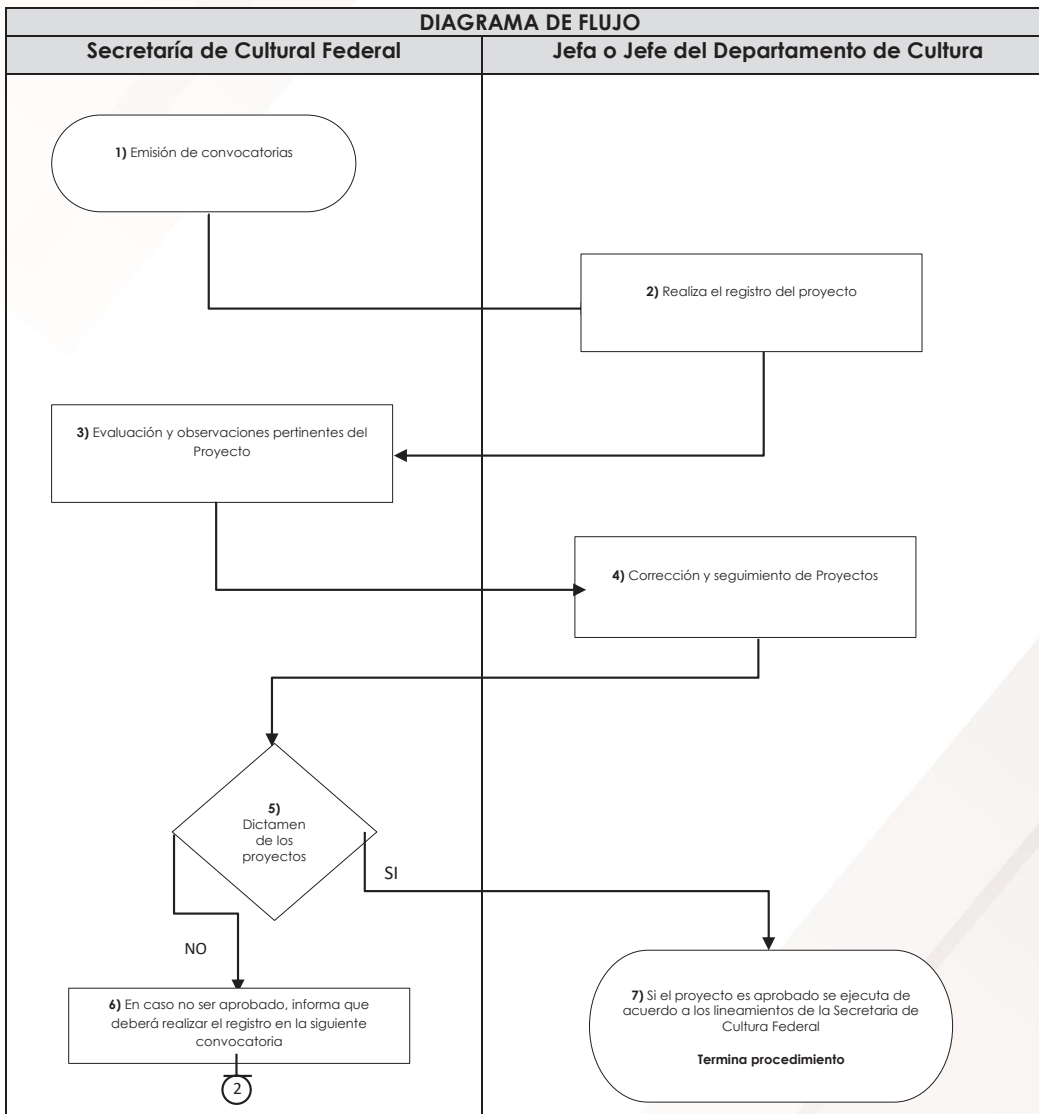 DIAGRAMA DE FLUJO
Secretaría de Cultural Federal
Jefa o Jefe del Departamento de Cultura
1) Emisión de convocatorias
2) Realiza el registro del proyecto
3) Evaluación y observaciones pertinentes del
Proyecto
4) Corrección y seguimiento de Proyectos
5)
Dictamen
de los
proyectos
SI
NO
6) En caso no ser aprobado, informa que
deberá realizar el registro en la siguiente
convocatoria
2
7) Si el proyecto es aprobado se ejecuta de
acuerdo a los lineamientos de la Secretaria de
Cultura Federal
Termina procedimiento